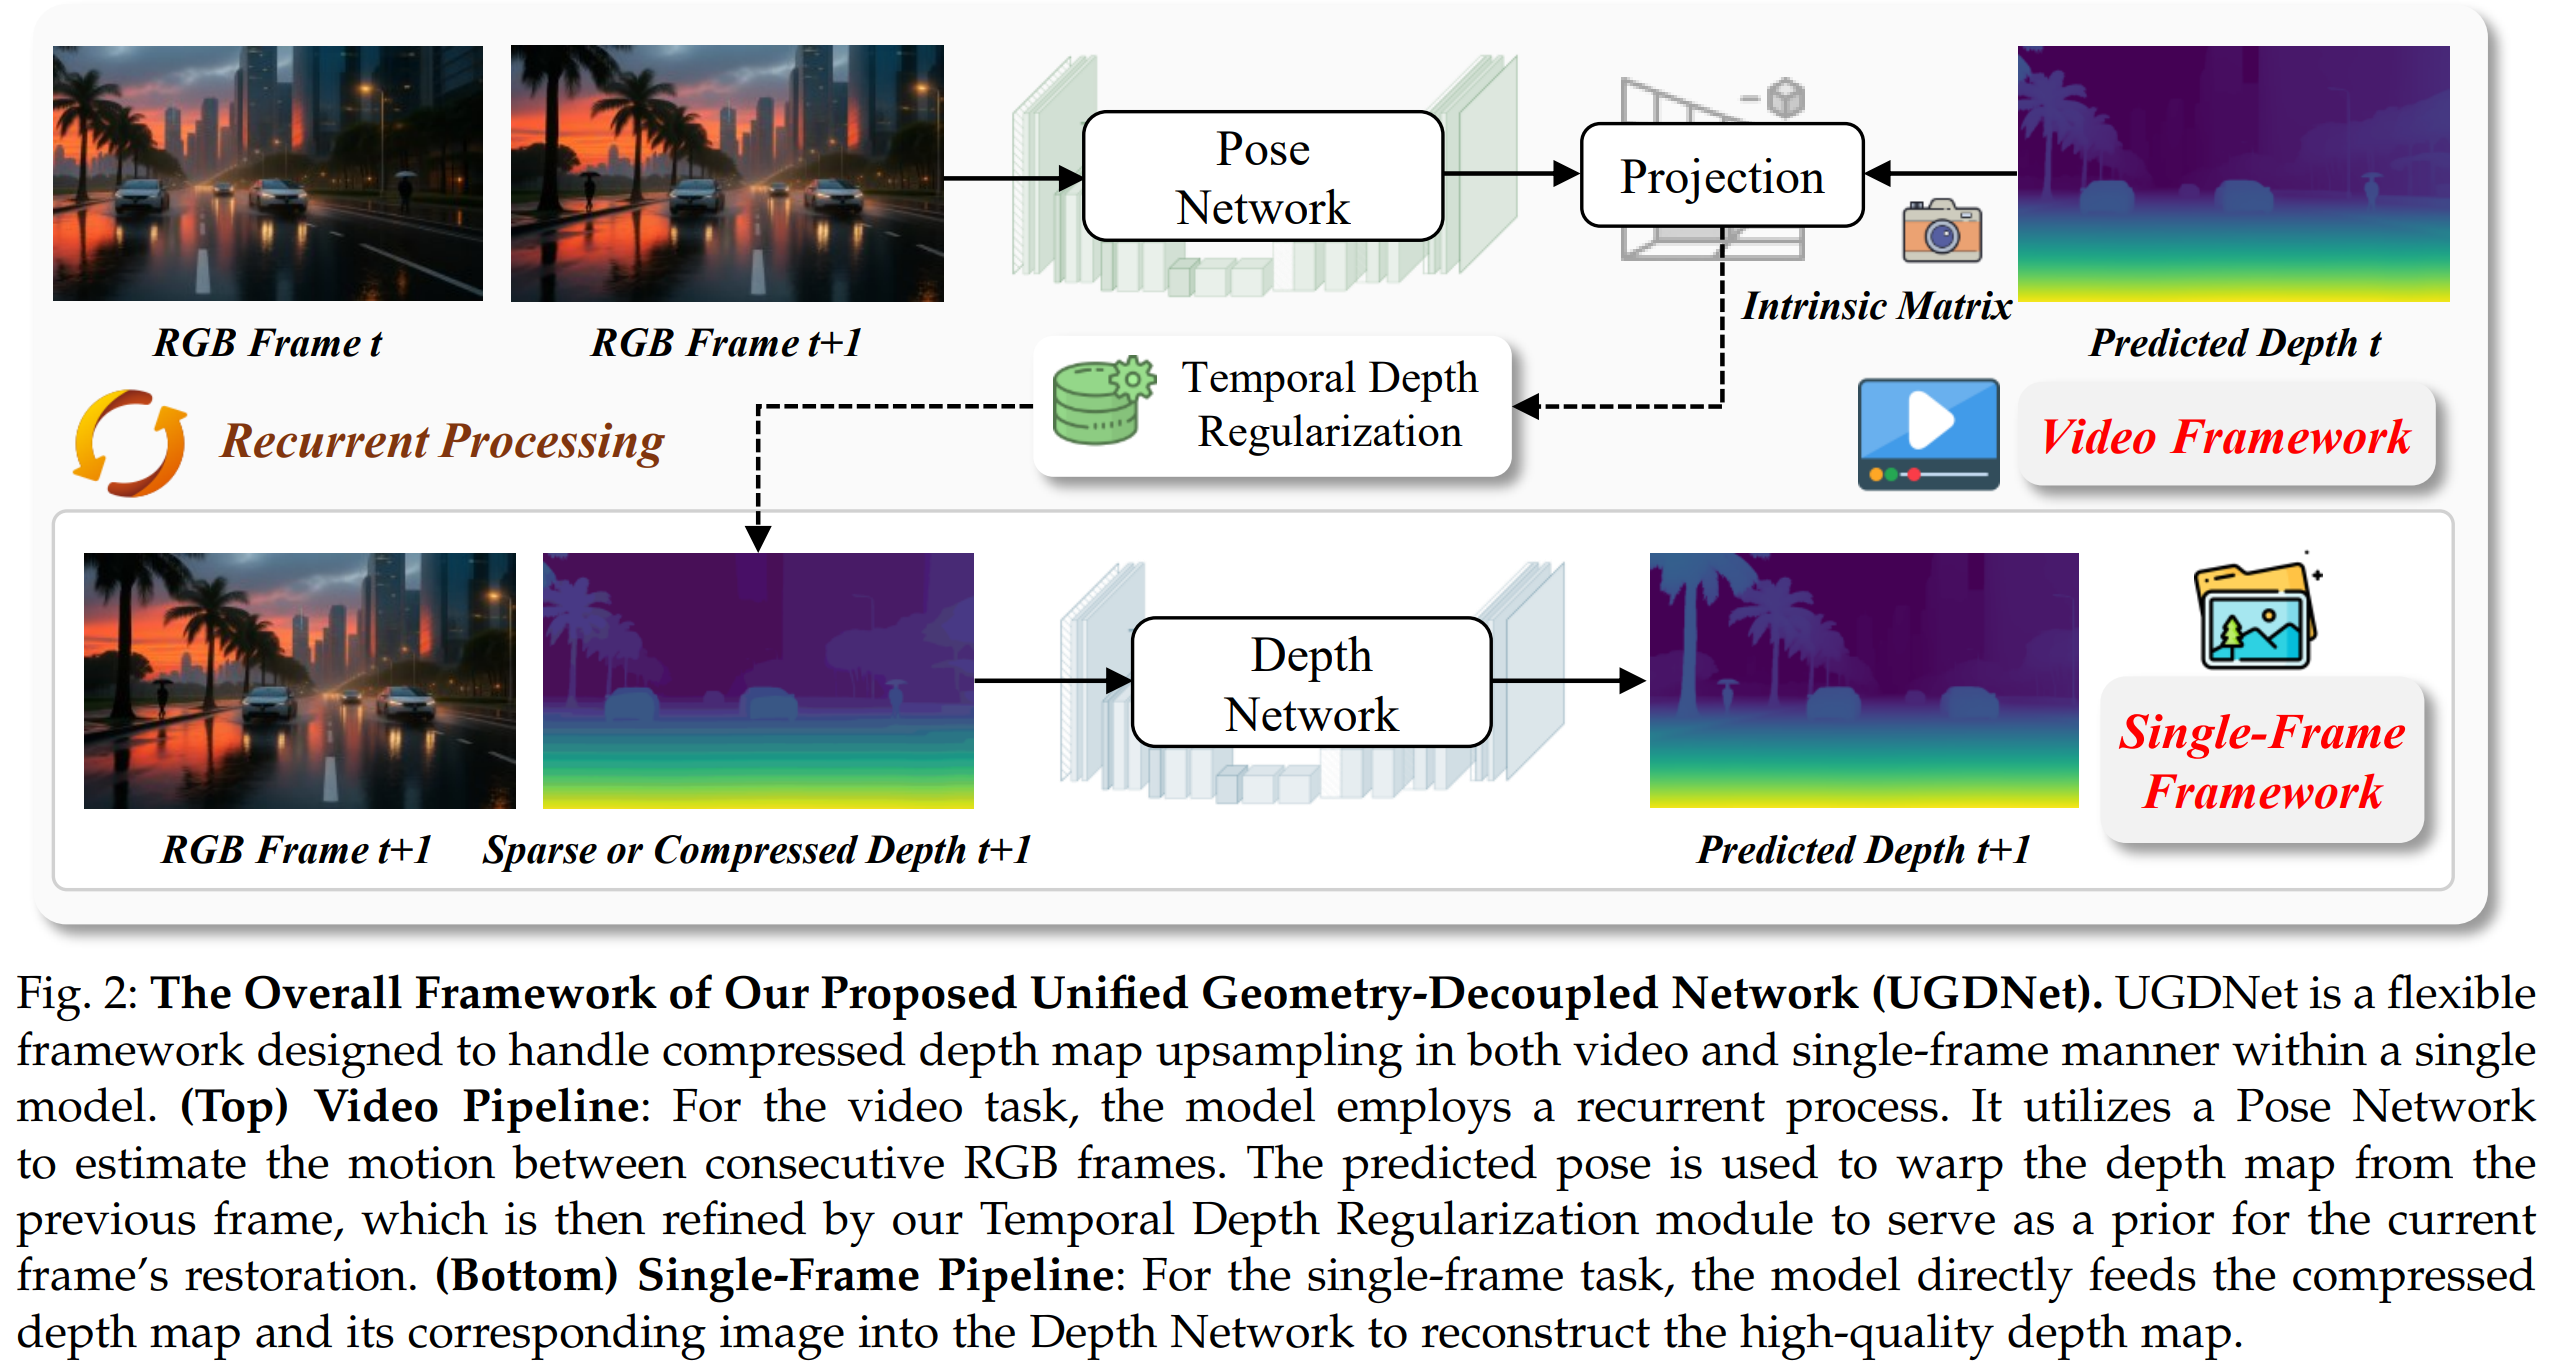 RGB Frame t
RGB Frame t+1
Pose
Network
Projection
Intrinsic Matrix
Predicted Depth t
Recurrent Processing
Temporal Depth
Regularization
Video Framework
RGB Frame t+1
Sparse or Compressed Depth t+1
Depth
Network
Predicted Depth t+1
Single-Frame
Framework
Fig. 2: The Overall Framework of Our Proposed Unified Geometry-Decoupled Network (UGDNet). UGDNet is a flexible
framework designed to handle compressed depth map upsampling in both video and single-frame manner within a single
model. (Top) Video Pipeline: For the video task, the model employs a recurrent process. It utilizes a Pose Network
to estimate the motion between consecutive RGB frames. The predicted pose is used to warp the depth map from the
previous frame, which is then refined by our Temporal Depth Regularization module to serve as a prior for the current
frame's restoration. (Bottom) Single-Frame Pipeline: For the single-frame task, the model directly feeds the compressed
depth map and its corresponding image into the Depth Network to reconstruct the high-quality depth map.